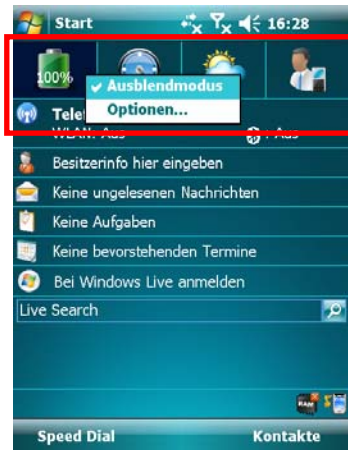 Start 16:28
100%
Ausblendmodus
Optionen...
Tele
WLAN: Aus : Aus
Besitzerinfo hier eingeben
Keine ungelesenen Nachrichten
Keine Aufgaben
Keine bevorstehenden Termine
Bei Windows Live anmelden
Live Search
RAM
Speed Dial Kontakte